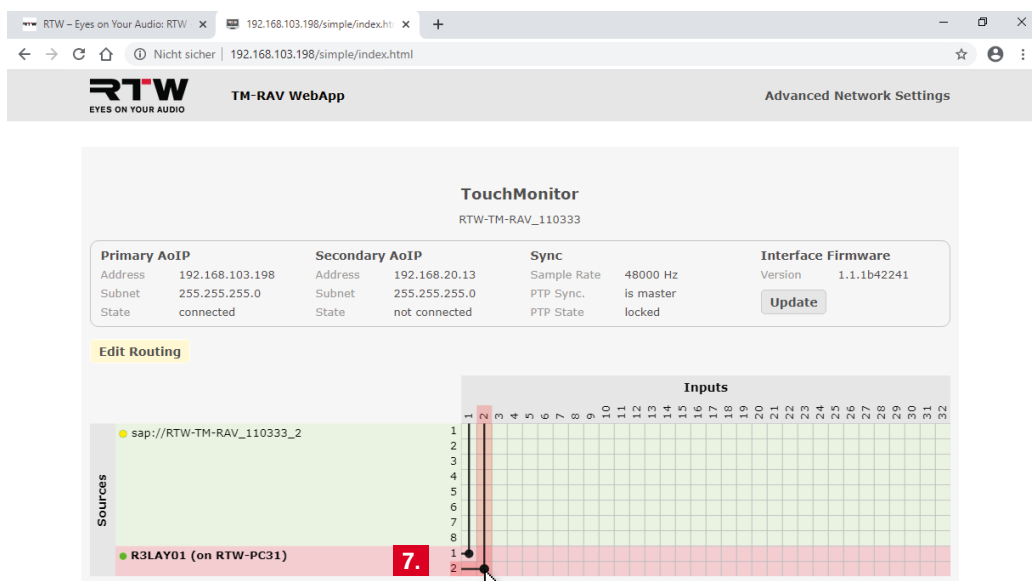 RTW – Eyes on Your Audio: RTW
192.168.103.198/simple/index.ht
Nicht sicher | 192.168.103.198/simple/index.html
RTW
EYES ON YOUR AUDIO
TM-RAV WebApp
Advanced Network Settings
TouchMonitor
RTW-TM-RAV_110333
Primary AoIP Secondary AoIP Sync Interface Firmware
Address 192.168.103.198 Address 192.168.20.13 Sample Rate 48000 Hz Version 1.1.1b42241
Subnet 255.255.255.0 Subnet 255.255.255.0 PTP Sync. is master Update
State connected State not connected PTP State locked
Edit Routing
Inputs
1 2 3 4 5 6 7 8 9 10 11 12 13 14 15 16 17 18 19 20 21 22 23 24 25 26 27 28 29 30 31 32
Sources
sap://RTW-TM-RAV_110333_2 1
2
3
4
5
6
7
8
R3LAY01 (on RTW-PC31) 7. 1
2